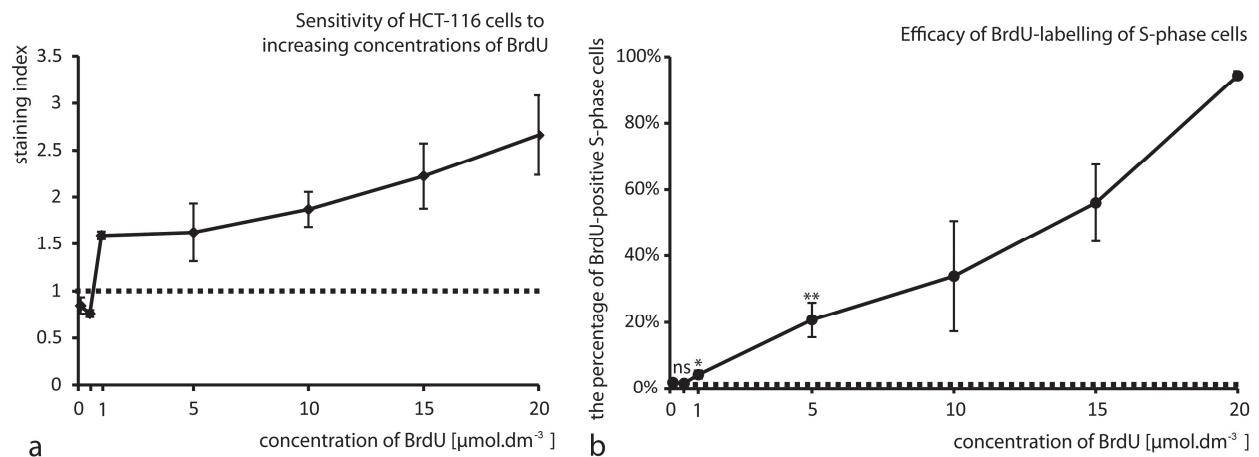 Sensitivity of HCT-116 cells to
increasing concentrations of BrdU
staining index
3.5
3
2.5
2
1.5
1
0.5
0
0 1 5 10 15 20
concentration of BrdU [µmol.dm-3 ]
a
Efficacy of BrdU-labelling of S-phase cells
the percentage of BrdU-positive S-phase cells
100%
80%
60%
40%
20%
0%
ns
*
**
0 1 5 10 15 20
concentration of BrdU [µmol.dm-3 ]
b